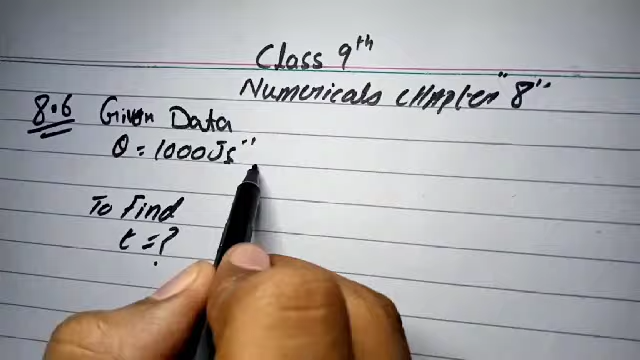 Class 9th
Numericals chapter "8"
8.6 Given Data
Q = 1000Js⁻¹
To Find
t = ?